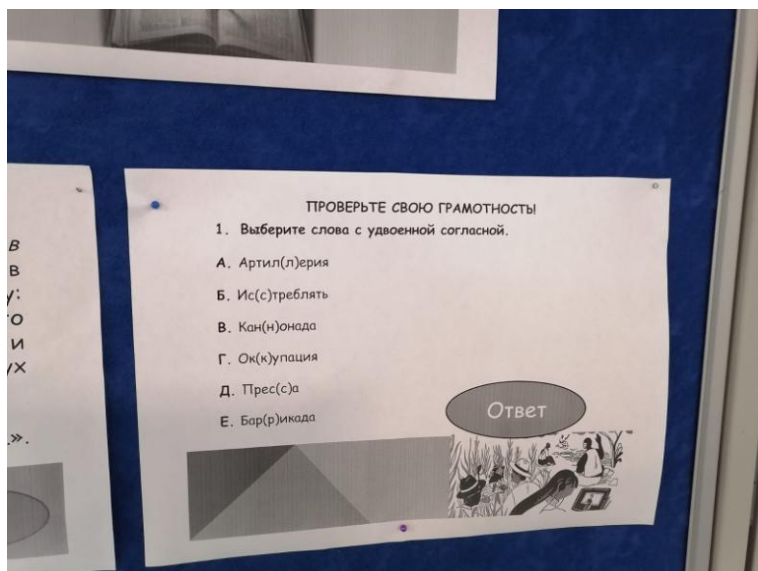 в
в
у:
и
ух
».
ПРОВЕРЬТЕ СВОЮ ГРАМОТНОСТЬ!
1. Выберите слова с удвоенной согласной.
А. Артил(л)ерия
Б. Ис(с)треблять
В. Кан(н)онада
Г. Ок(к)упация
Д. Прес(с)а
Е. Бар(р)икада
Ответ